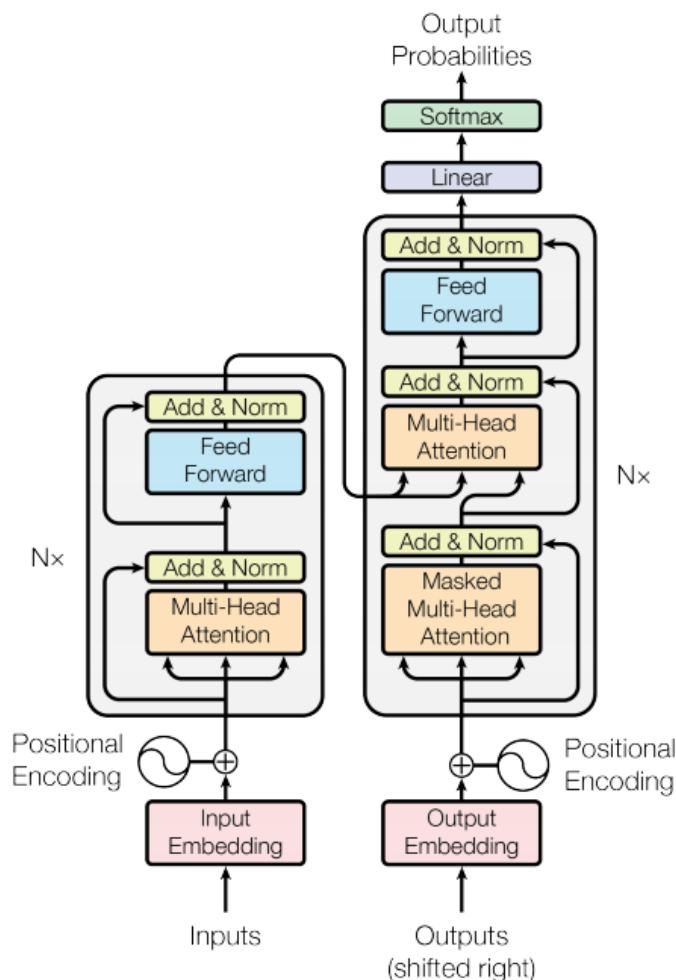 Output
Probabilities
Softmax
Linear
Add & Norm
Feed
Forward
Add & Norm
Multi-Head
Attention
Add & Norm
Masked
Multi-Head
Attention
Nx
Add & Norm
Feed
Forward
Add & Norm
Multi-Head
Attention
Nx
Positional
Encoding
Positional
Encoding
Input
Embedding
Output
Embedding
Inputs
Outputs
(shifted right)